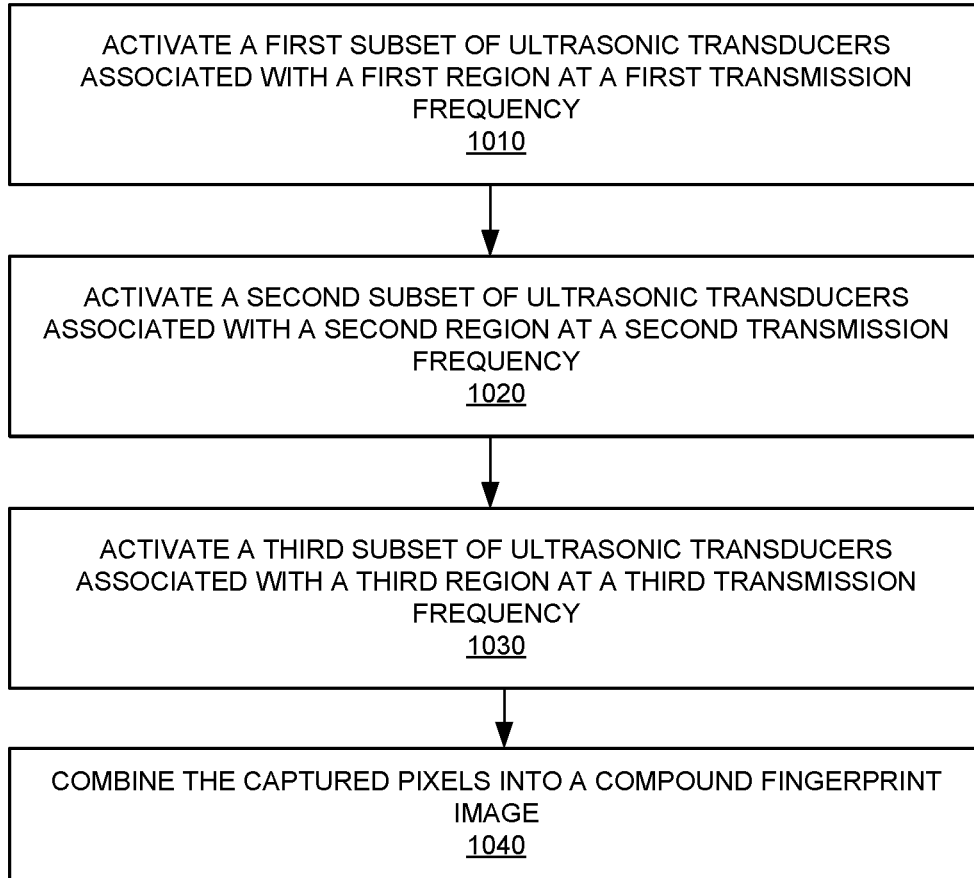 ACTIVATE A FIRST SUBSET OF ULTRASONIC TRANSDUCERS
ASSOCIATED WITH A FIRST REGION AT A FIRST TRANSMISSION
FREQUENCY
1010
ACTIVATE A SECOND SUBSET OF ULTRASONIC TRANSDUCERS
ASSOCIATED WITH A SECOND REGION AT A SECOND TRANSMISSION
FREQUENCY
1020
ACTIVATE A THIRD SUBSET OF ULTRASONIC TRANSDUCERS
ASSOCIATED WITH A THIRD REGION AT A THIRD TRANSMISSION
FREQUENCY
1030
COMBINE THE CAPTURED PIXELS INTO A COMPOUND FINGERPRINT
IMAGE
1040